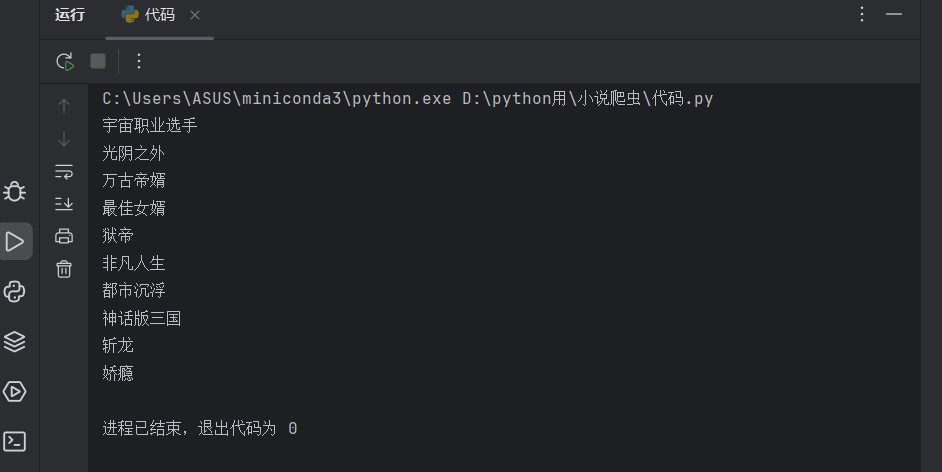 运行
代码
C:\Users\ASUS\miniconda3\python.exe D:\python用\小说爬虫\代码.py
宇宙职业选手
光阴之外
万古帝婿
最佳女婿
狱帝
非凡人生
都市沉浮
神话版三国
斩龙
娇瘾
进程已结束，退出代码为 0